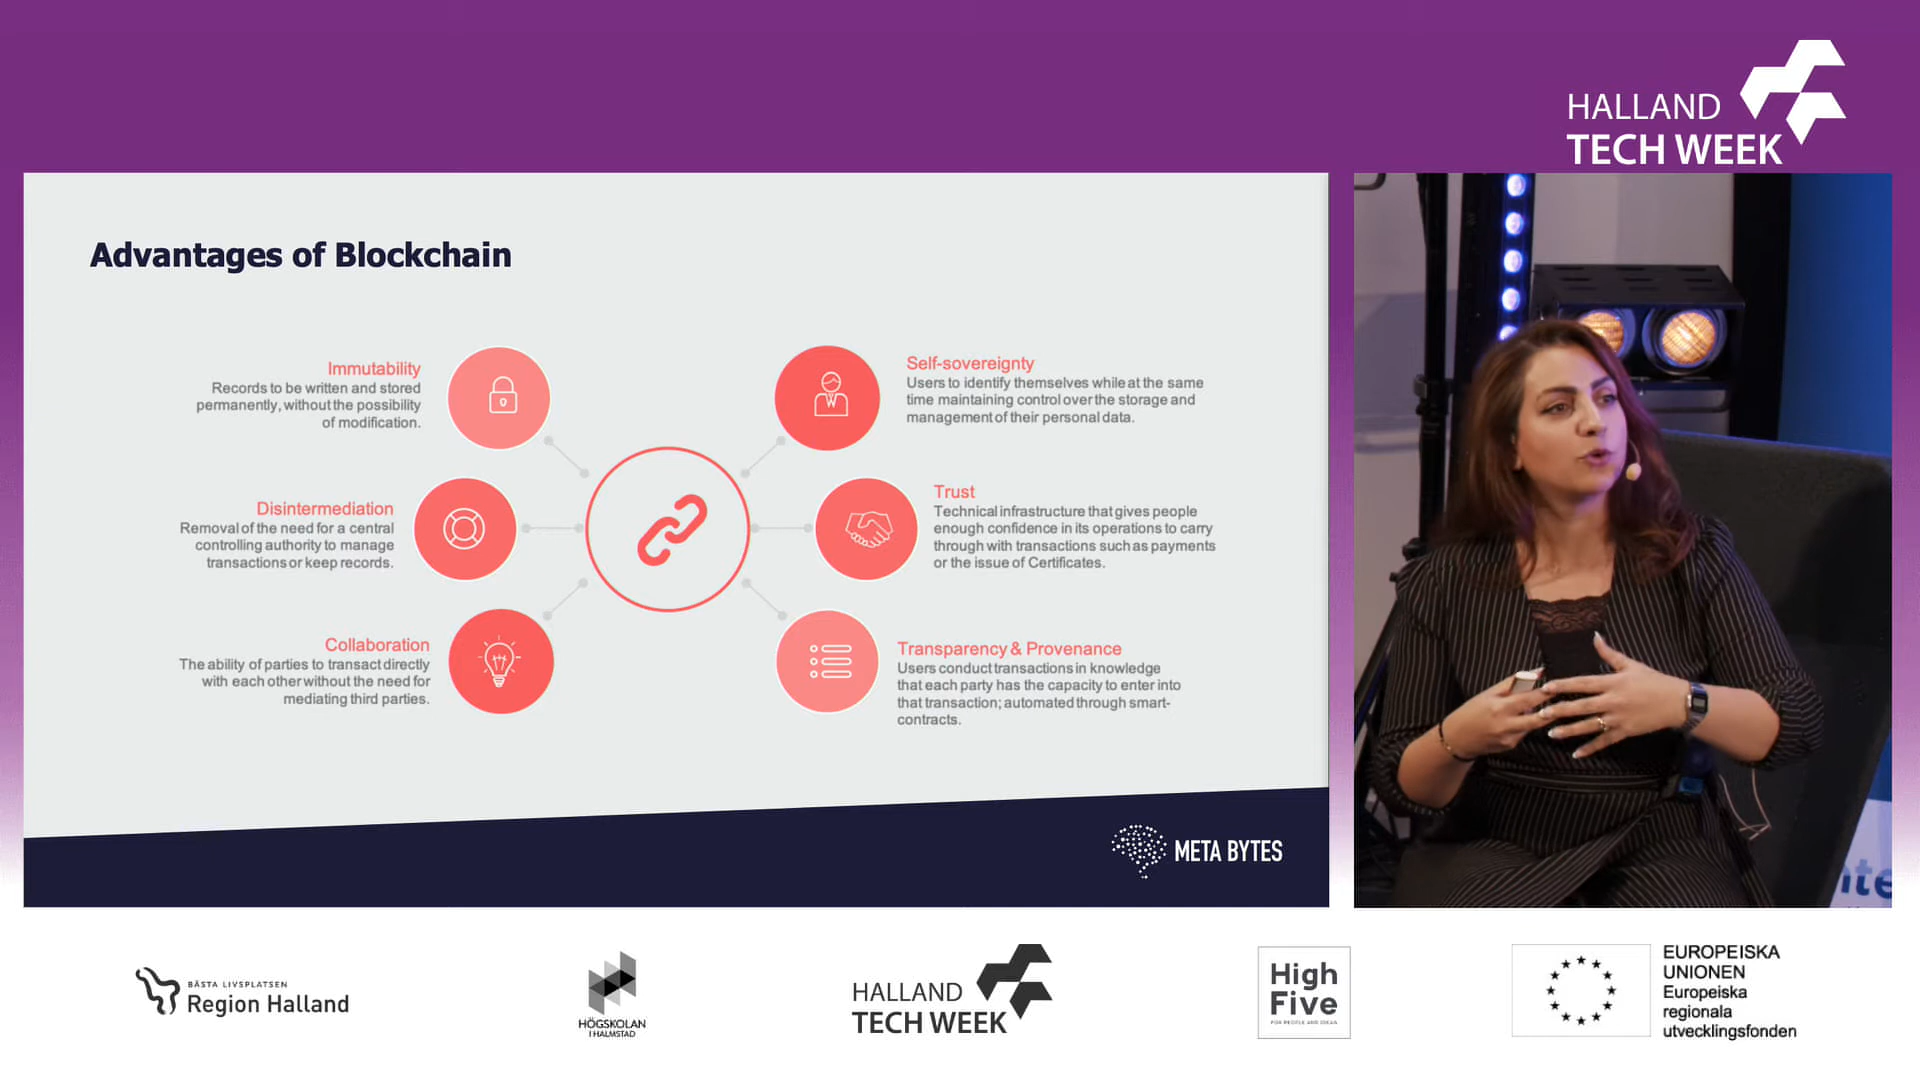 HALLAND
TECH WEEK
Advantages of Blockchain
Immutability
Records to be written and stored
permanently, without the possibility
of modification.
Disintermediation
Removal of the need for a central
controlling authority to manage
transactions or keep records.
Collaboration
The ability of parties to transact directly
with each other without the need for
mediating third parties.
Self-sovereignty
Users to identify themselves while at the same
time maintaining control over the storage and
management of their personal data.
Trust
Technical infrastructure that gives people
enough confidence in its operations to carry
through with transactions such as payments
or the issue of Certificates.
Transparency & Provenance
Users conduct transactions in knowledge
that each party has the capacity to enter into
that transaction; automated through smart-
contracts.
META BYTES
BÄSTA LIVSPLATSEN
Region Halland
HÖGSKOLAN
I HALMSTAD
HALLAND
TECH WEEK
High
Five
FOR PEOPLE AND IDEAS
EUROPEISKA
UNIONEN
Europeiska
regionala
utvecklingsfonden